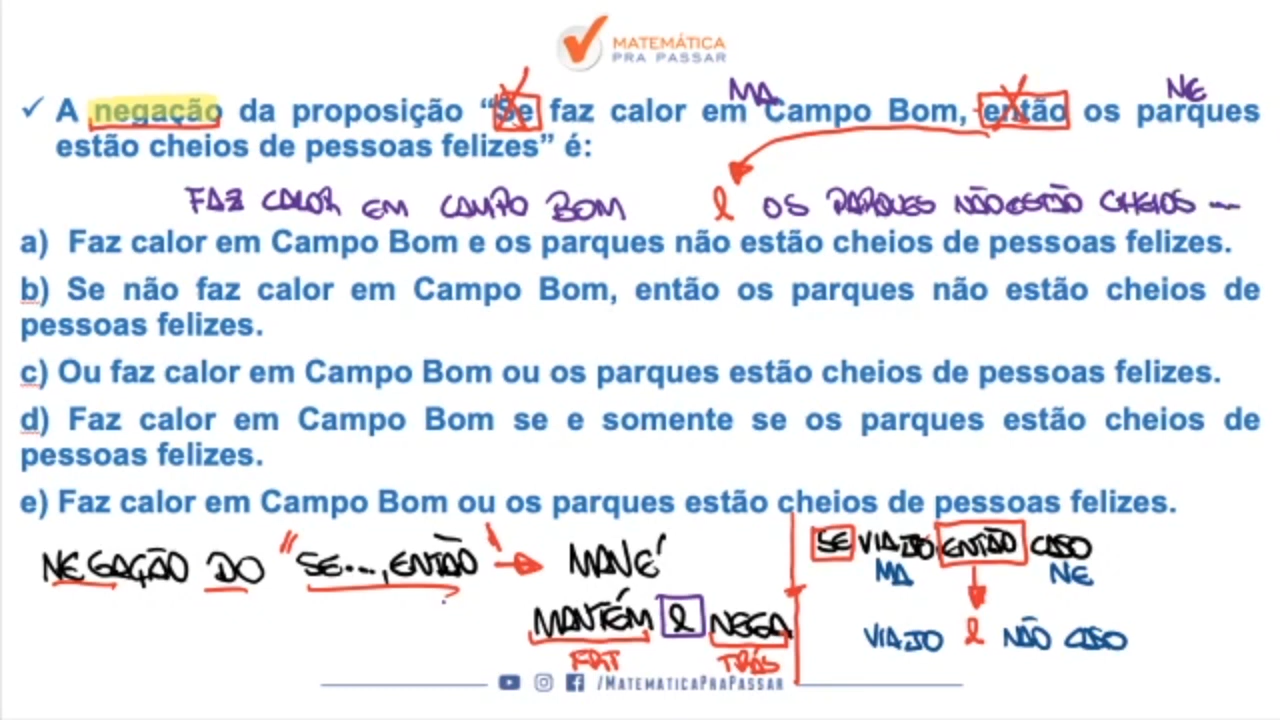 MATEMÁTICA
PRA PASSAR
MA
NE
✓ A negação da proposição “Se faz calor em Campo Bom, então os parques
estão cheios de pessoas felizes” é:
FAZ CALOR EM CAMPO BOM e OS PARQUES NÃO ESTÃO CHEIOS ...
a) Faz calor em Campo Bom e os parques não estão cheios de pessoas felizes.
b) Se não faz calor em Campo Bom, então os parques não estão cheios de
pessoas felizes.
c) Ou faz calor em Campo Bom ou os parques estão cheios de pessoas felizes.
d) Faz calor em Campo Bom se e somente se os parques estão cheios de
pessoas felizes.
e) Faz calor em Campo Bom ou os parques estão cheios de pessoas felizes.
NEGAÇÃO DO "SE...,ENTÃO" → MANÉ
MANTÉM e NEGA
FRT TRÁS
SE VIAJO ENTÃO CASO
MA NE
VIAJO e NÃO CASO
/MATEMATICAPRAPASSAR